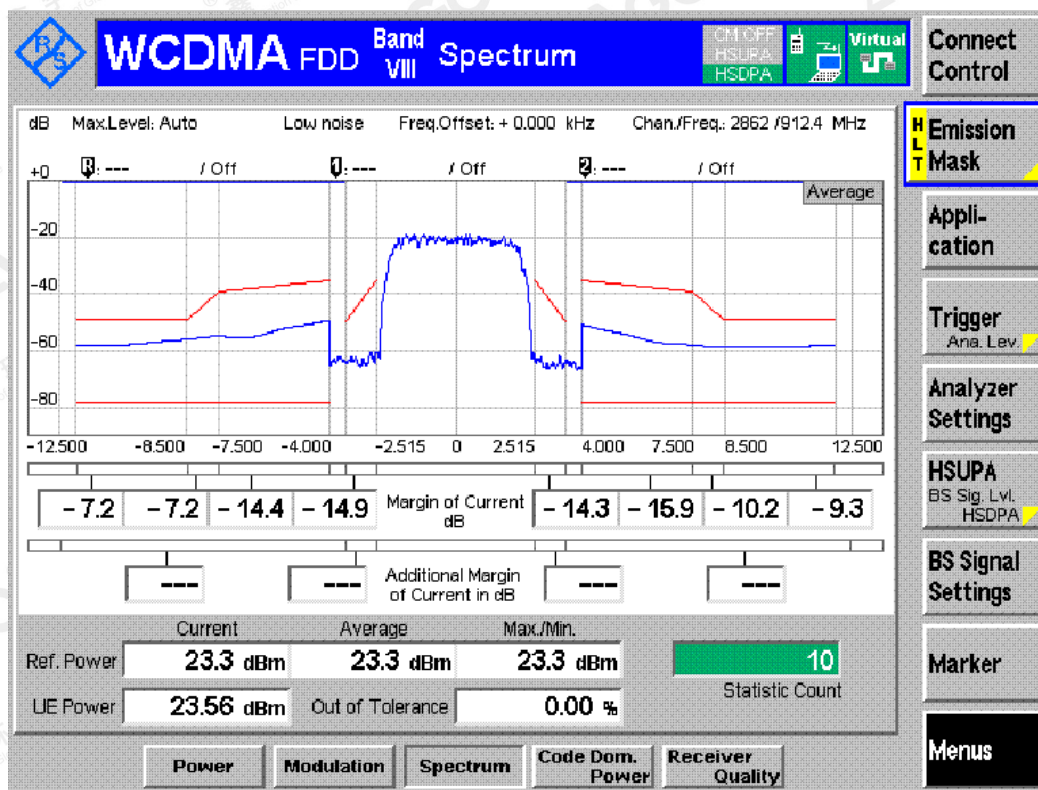 R&S
WCDMA FDD Band VIII Spectrum
HSUPA
HSDPA
Virtual
Connect Control
dB Max.Level: Auto Low noise Freq.Offset: + 0.000 kHz Chan./Freq.: 2862 /912.4 MHz
HLT
Emission Mask
R: --- / Off 1: --- / Off 2: --- / Off
+0
Average
-20
-40
-60
-80
Appli-
cation
Trigger
Ana. Lev.
Analyzer
Settings
-12.500 -8.500 -7.500 -4.000 -2.515 0 2.515 4.000 7.500 8.500 12.500
HSUPA
BS Sig. Lvl.
HSDPA
- 7.2 - 7.2 - 14.4 - 14.9 Margin of Current dB - 14.3 - 15.9 - 10.2 - 9.3
BS Signal
Settings
--- --- Additional Margin of Current in dB --- ---
Current Average Max./Min.
Ref. Power 23.3 dBm 23.3 dBm 23.3 dBm 10
Statistic Count
UE Power 23.56 dBm Out of Tolerance 0.00 %
Marker
Menus
Power Modulation Spectrum Code Dom. Power Receiver Quality